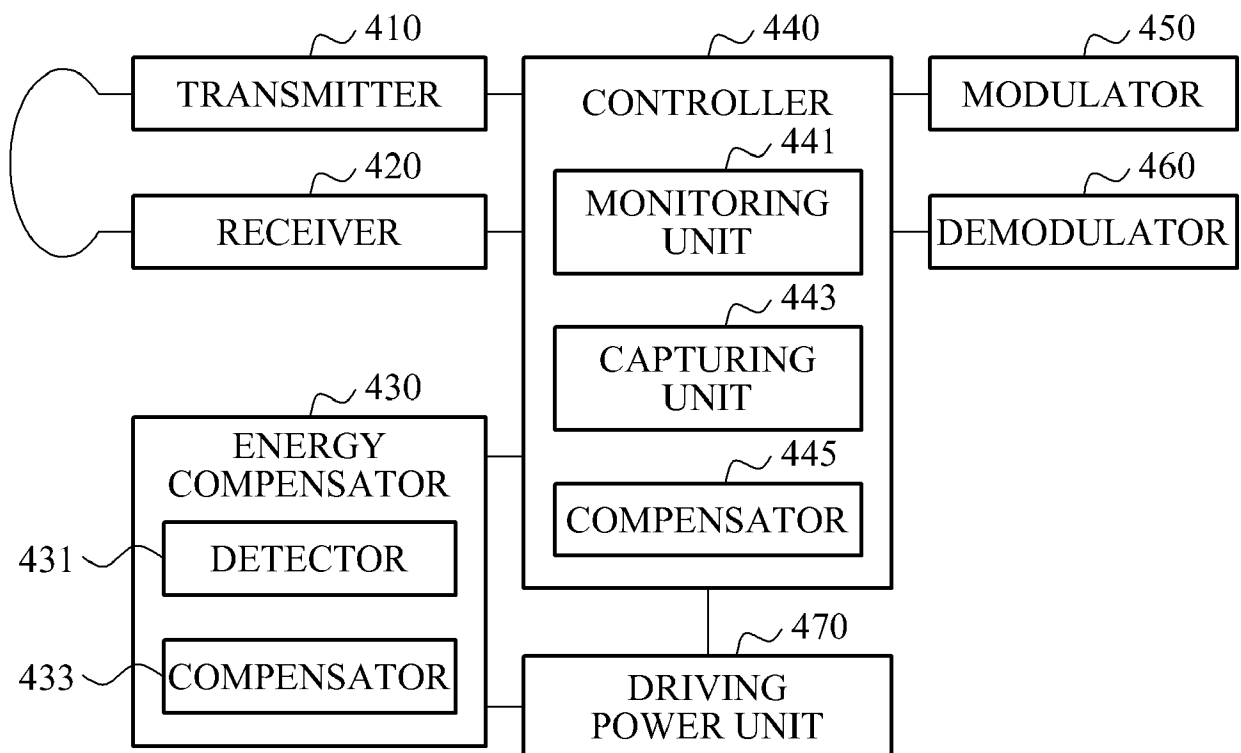 410
TRANSMITTER
420
RECEIVER
430
ENERGY
COMPENSATOR
431
DETECTOR
433
COMPENSATOR
440
CONTROLLER
441
MONITORING
UNIT
443
CAPTURING
UNIT
445
COMPENSATOR
450
MODULATOR
460
DEMODULATOR
470
DRIVING
POWER UNIT